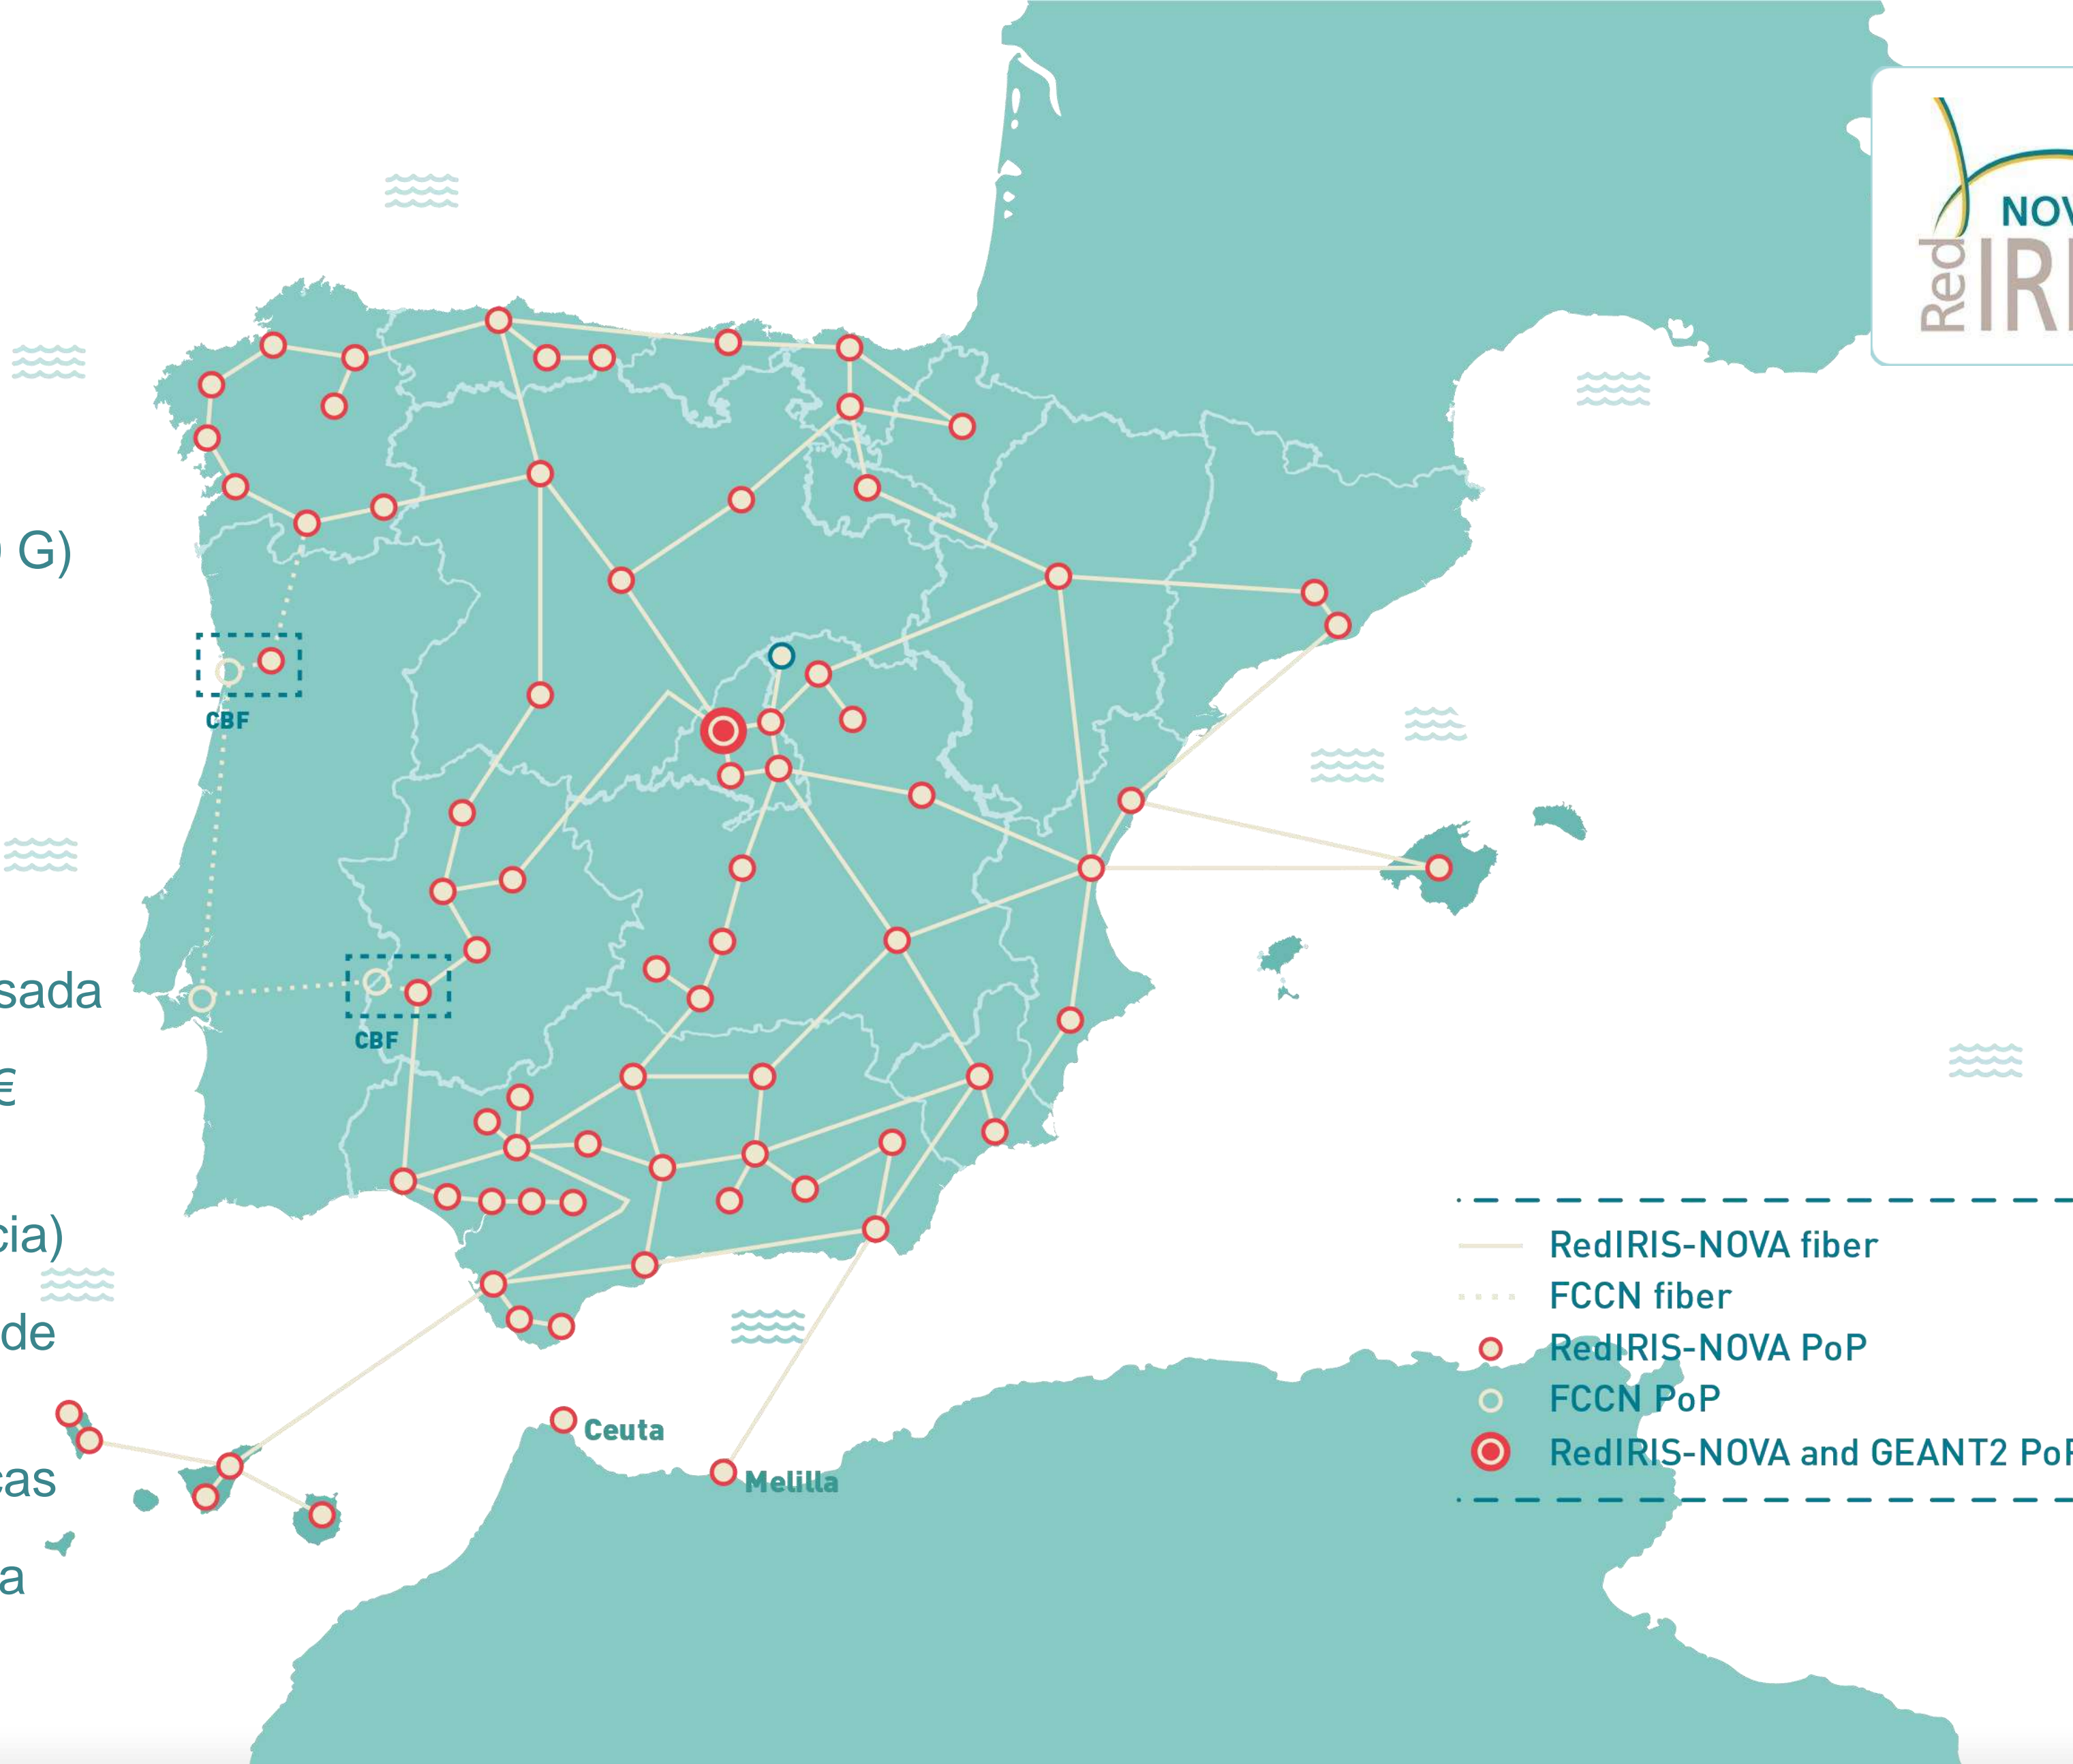 G)
sada
€
cia)
de
cas
a
NOV
Red
IRI
CBF
CBF
Ceuta
Melilla
RedIRIS-NOVA fiber
FCCN fiber
RedIRIS-NOVA PoP
FCCN PoP
RedIRIS-NOVA and GEANT2 PoP